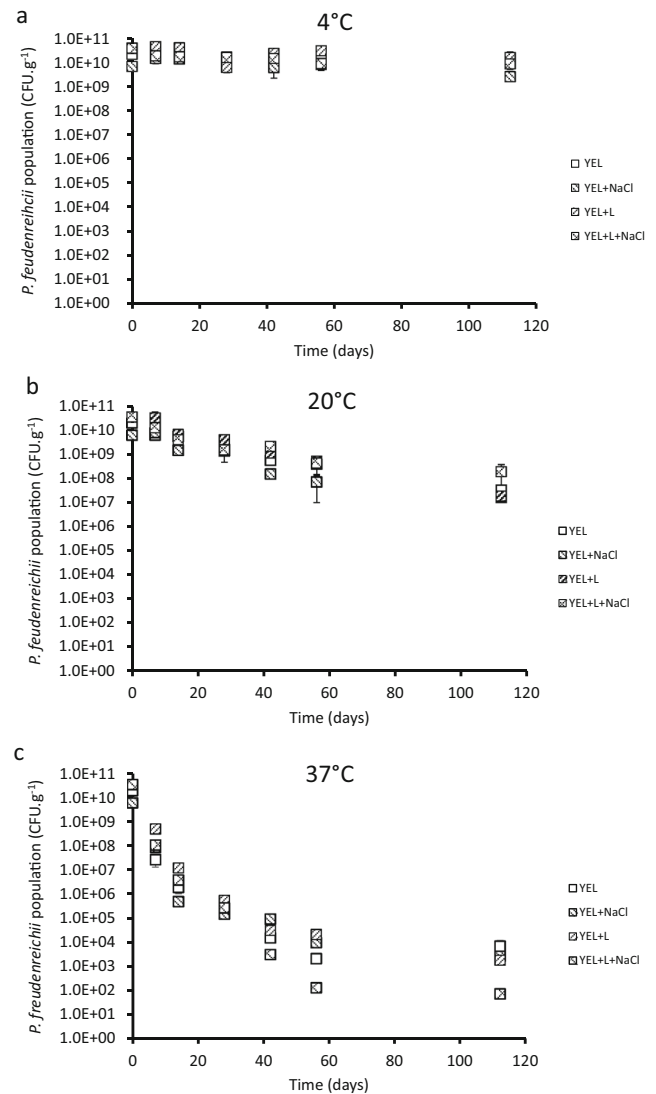 a
4°C
P. feudenreihcii population (CFU.g-1)
1.0E+11
1.0E+10
1.0E+09
1.0E+08
1.0E+07
1.0E+06
1.0E+05
1.0E+04
1.0E+03
1.0E+02
1.0E+01
1.0E+00
0 20 40 60 80 100 120
Time (days)
YEL
YEL+NaCl
YEL+L
YEL+L+NaCl
b
20°C
P. feudenreichii population (CFU.g-1)
1.0E+11
1.0E+10
1.0E+09
1.0E+08
1.0E+07
1.0E+06
1.0E+05
1.0E+04
1.0E+03
1.0E+02
1.0E+01
1.0E+00
0 20 40 60 80 100 120
Time (days)
YEL
YEL+NaCl
YEL+L
YEL+L+NaCl
c
37°C
P. freudenreichii population (CFU.g-1)
1.0E+11
1.0E+10
1.0E+09
1.0E+08
1.0E+07
1.0E+06
1.0E+05
1.0E+04
1.0E+03
1.0E+02
1.0E+01
1.0E+00
0 20 40 60 80 100 120
Time (days)
YEL
YEL+NaCl
YEL+L
YEL+L+NaCl